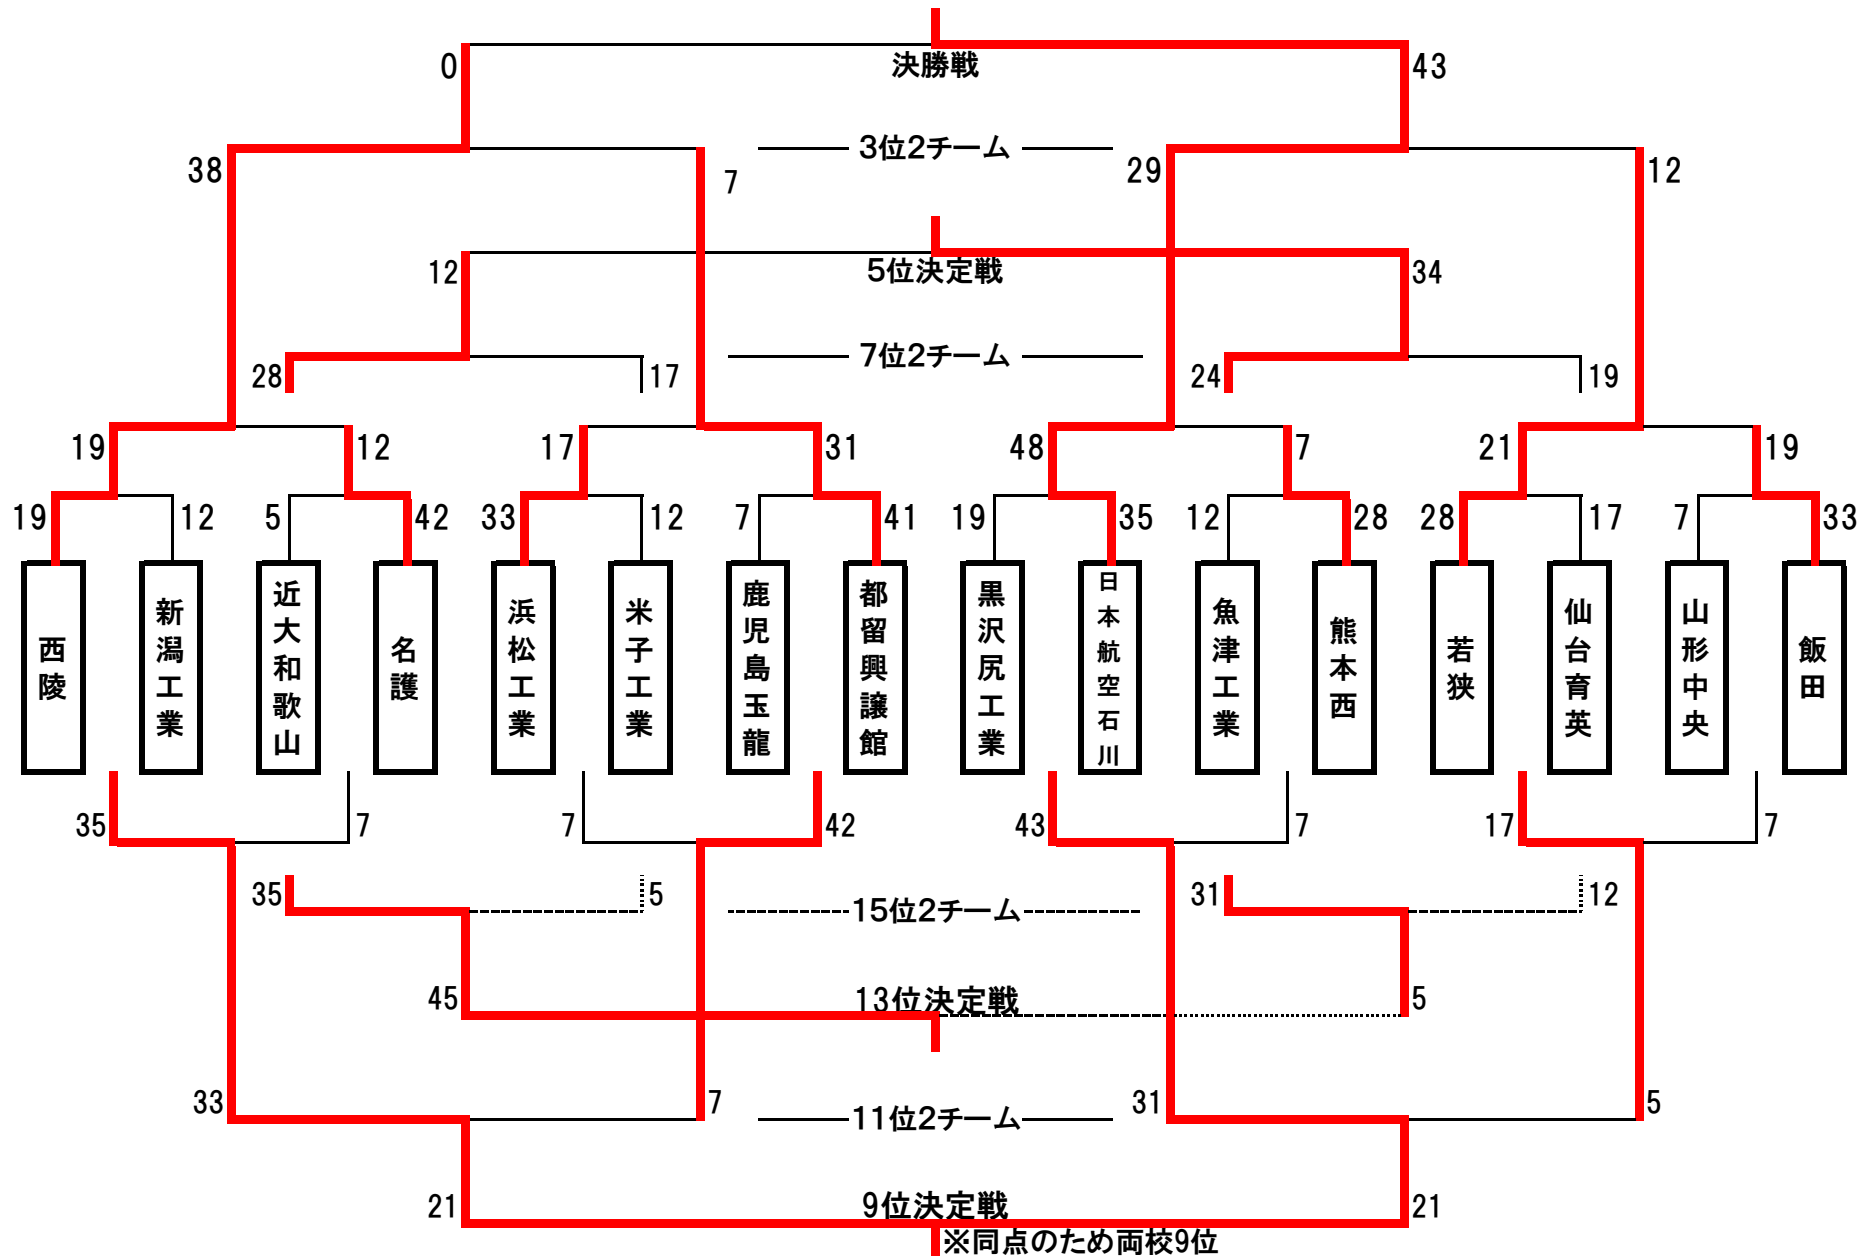 0
決勝戦
43
38
7
3位2チーム
29
12
12
5位決定戦
34
28
17
7位2チーム
24
19
19
12
17
31
48
7
21
19
19
12
5
42
33
12
7
41
19
35
12
28
28
17
7
33
西陵
新潟工業
近大和歌山
名護
浜松工業
米子工業
鹿児島玉龍
都留興譲館
黒沢尻工業
日本航空石川
魚津工業
熊本西
若狭
仙台育英
山形中央
飯田
35
7
7
42
43
7
17
7
35
5
15位2チーム
31
12
45
13位決定戦
5
33
7
11位2チーム
31
5
21
9位決定戦
21
※同点のため両校9位